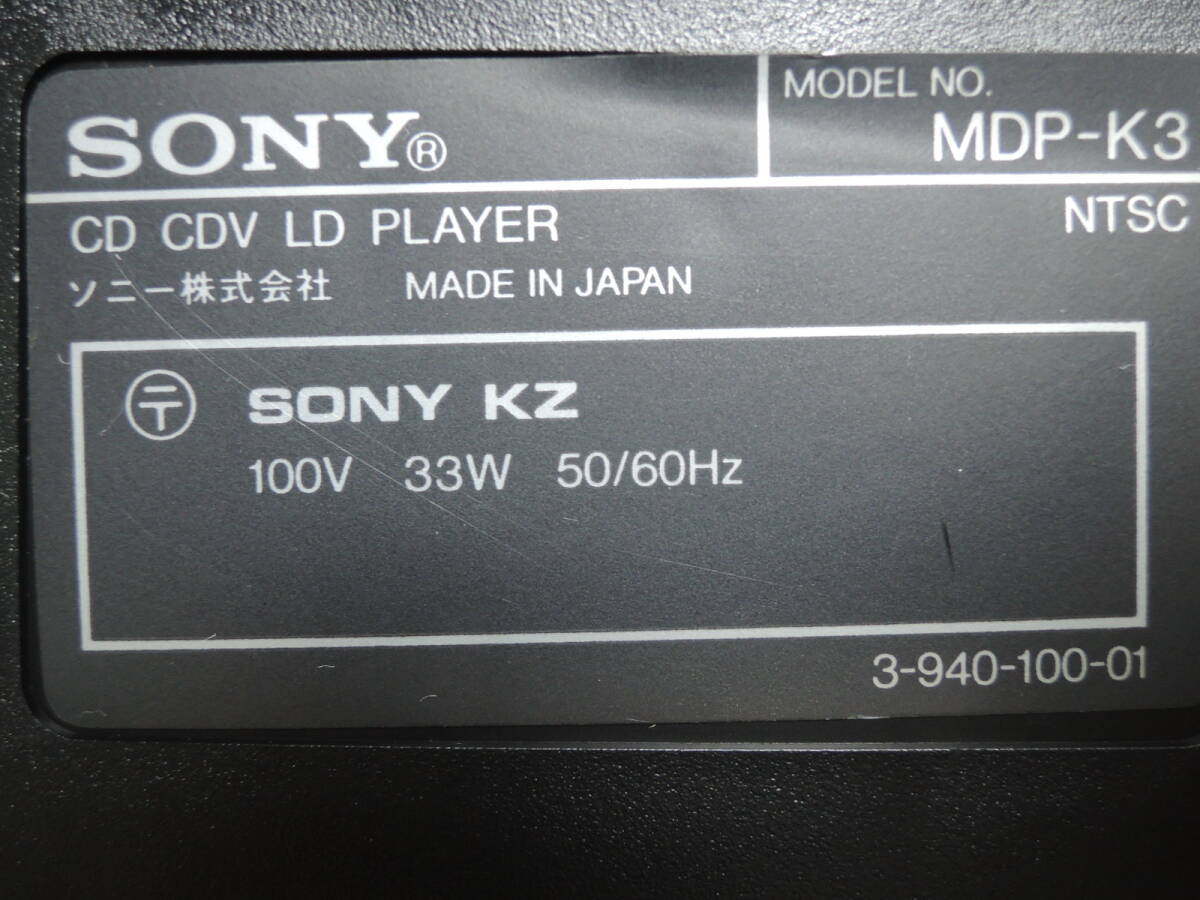 SONY®
MODEL NO.
MDP-K3
CD CDV LD PLAYER
NTSC
ソニー株式会社 MADE IN JAPAN
〒 SONY KZ
100V 33W 50/60Hz
3-940-100-01